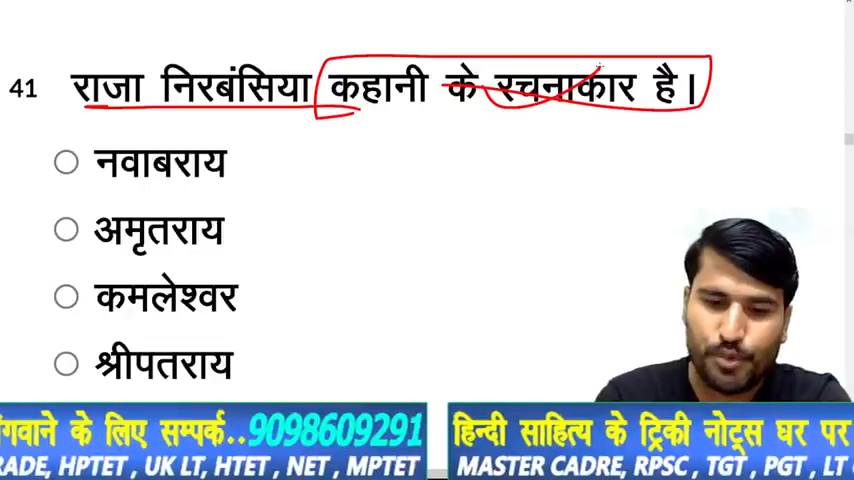 41 राजा निरबंसिया कहानी के रचनाकार है।
नवाबराय
अमृतराय
कमलेश्वर
श्रीपतराय
गवाने के लिए सम्पर्क..9098609291 हिन्दी साहित्य के ट्रिकी नोट्स घर पर
RADE, HPTET , UK LT, HTET , NET , MPTET MASTER CADRE, RPSC , TGT , PGT , LT